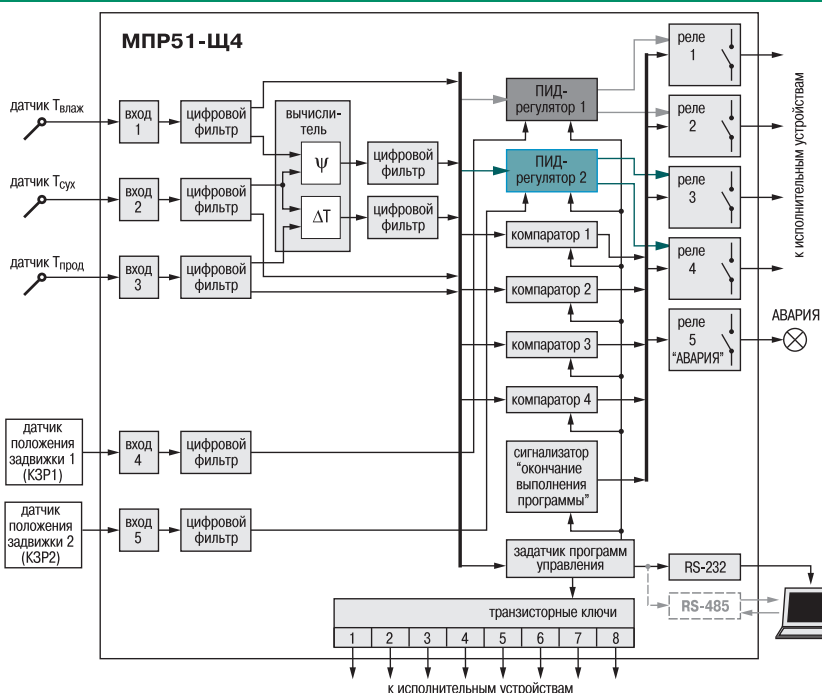 МПР51-Щ4
датчик Твлаж
вход
1
цифровой
фильтр
датчик Тсух
вход
2
цифровой
фильтр
датчик Тпрод
вход
3
цифровой
фильтр
вычисли-
тель
ψ
ΔT
цифровой
фильтр
цифровой
фильтр
датчик
положения
задвижки 1
(КЗР1)
вход
4
цифровой
фильтр
датчик
положения
задвижки 2
(КЗР2)
вход
5
цифровой
фильтр
ПИД-
регулятор 1
ПИД-
регулятор 2
компаратор 1
компаратор 2
компаратор 3
компаратор 4
сигнализатор
“окончание
выполнения
программы”
задатчик программ
управления
реле
1
реле
2
реле
3
реле
4
реле
5
“АВАРИЯ”
к исполнительным устройствам
АВАРИЯ
RS-232
RS-485
транзисторные ключи
1 2 3 4 5 6 7 8
к исполнительным устройствам